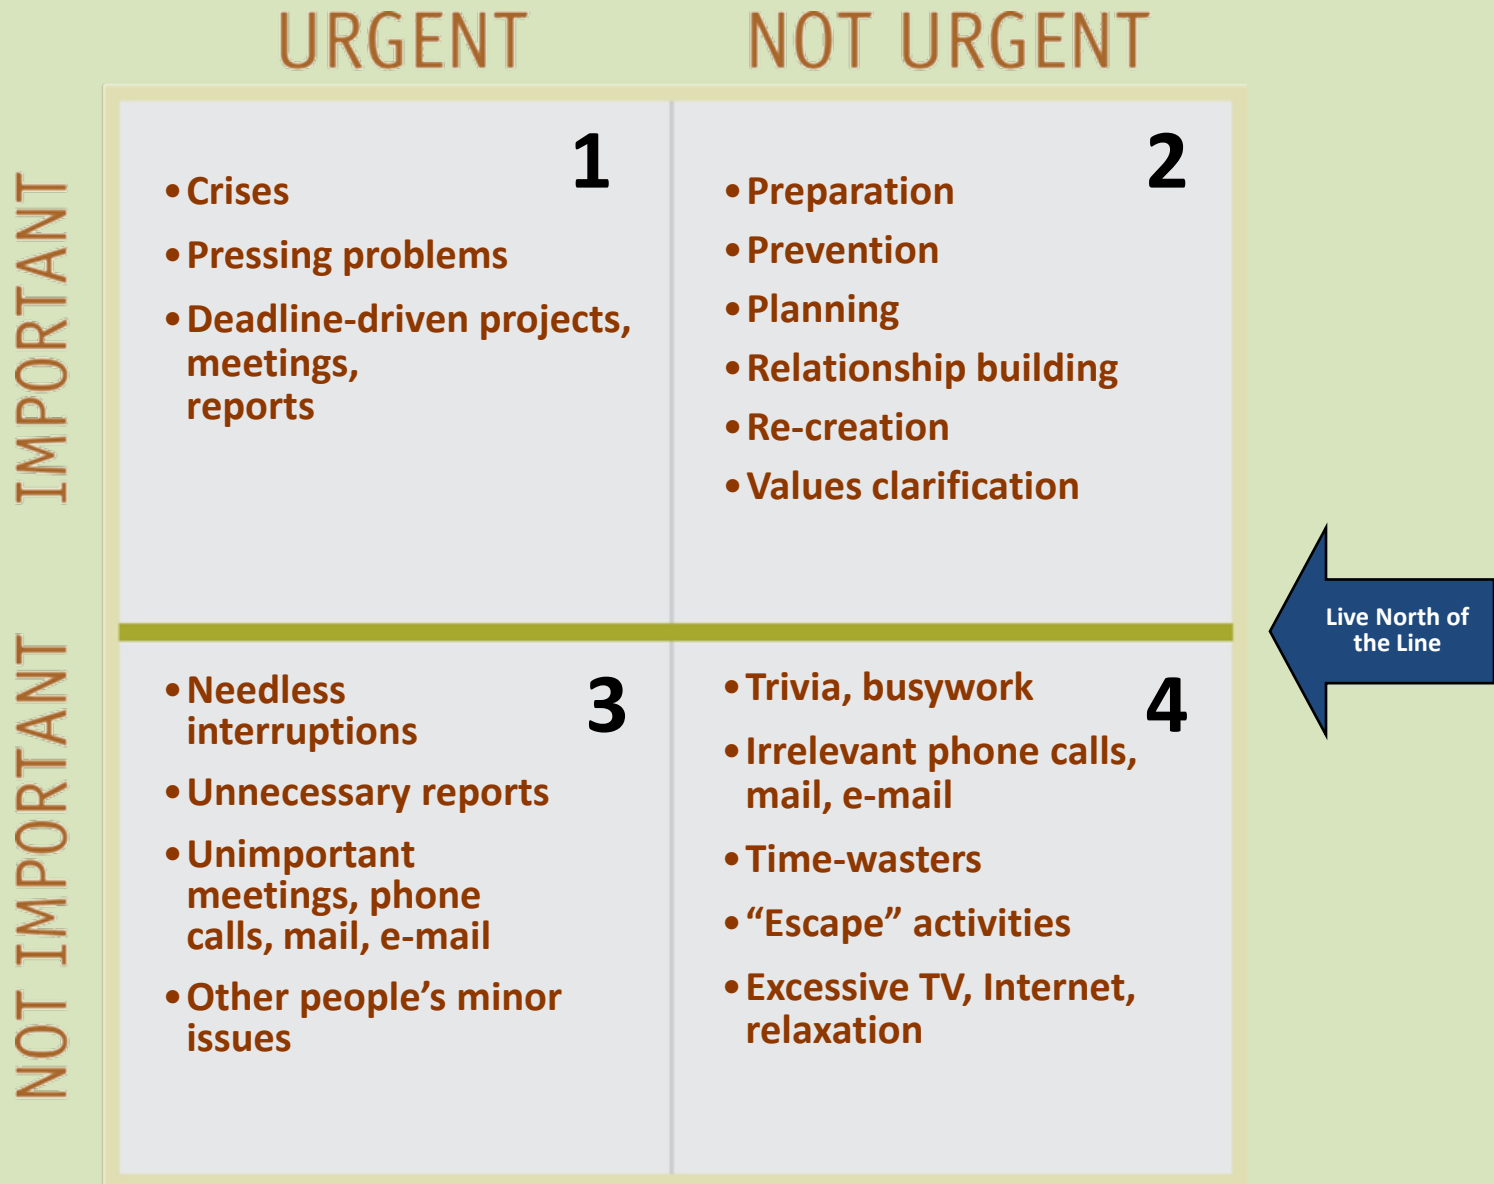 URGENT
NOT URGENT
IMPORTANT
1
• Crises
• Pressing problems
• Deadline-driven projects,
meetings,
reports
2
• Preparation
• Prevention
• Planning
• Relationship building
• Re-creation
• Values clarification
Live North of
the Line
NOT IMPORTANT
3
• Needless
interruptions
• Unnecessary reports
• Unimportant
meetings, phone
calls, mail, e-mail
• Other people’s minor
issues
4
• Trivia, busywork
• Irrelevant phone calls,
mail, e-mail
• Time-wasters
• “Escape” activities
• Excessive TV, Internet,
relaxation